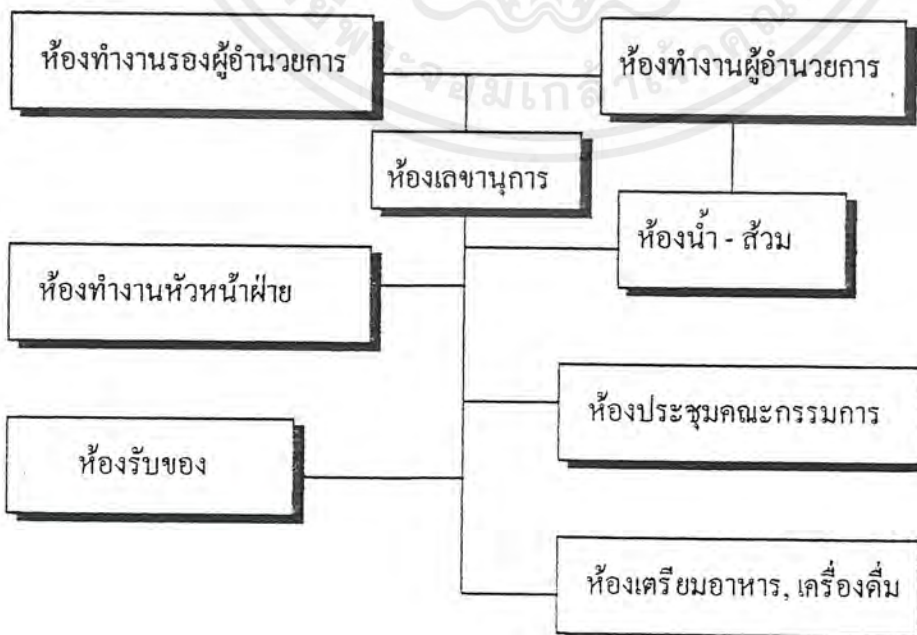 ห้องทำงานรองผู้อำนวยการ
ห้องทำงานผู้อำนวยการ
ห้องเลขานุการ
ห้องน้ำ - ส้วม
ห้องทำงานหัวหน้าฝ่าย
ห้องประชุมคณะกรรมการ
ห้องรับของ
ห้องเตรียมอาหาร, เครื่องดื่ม